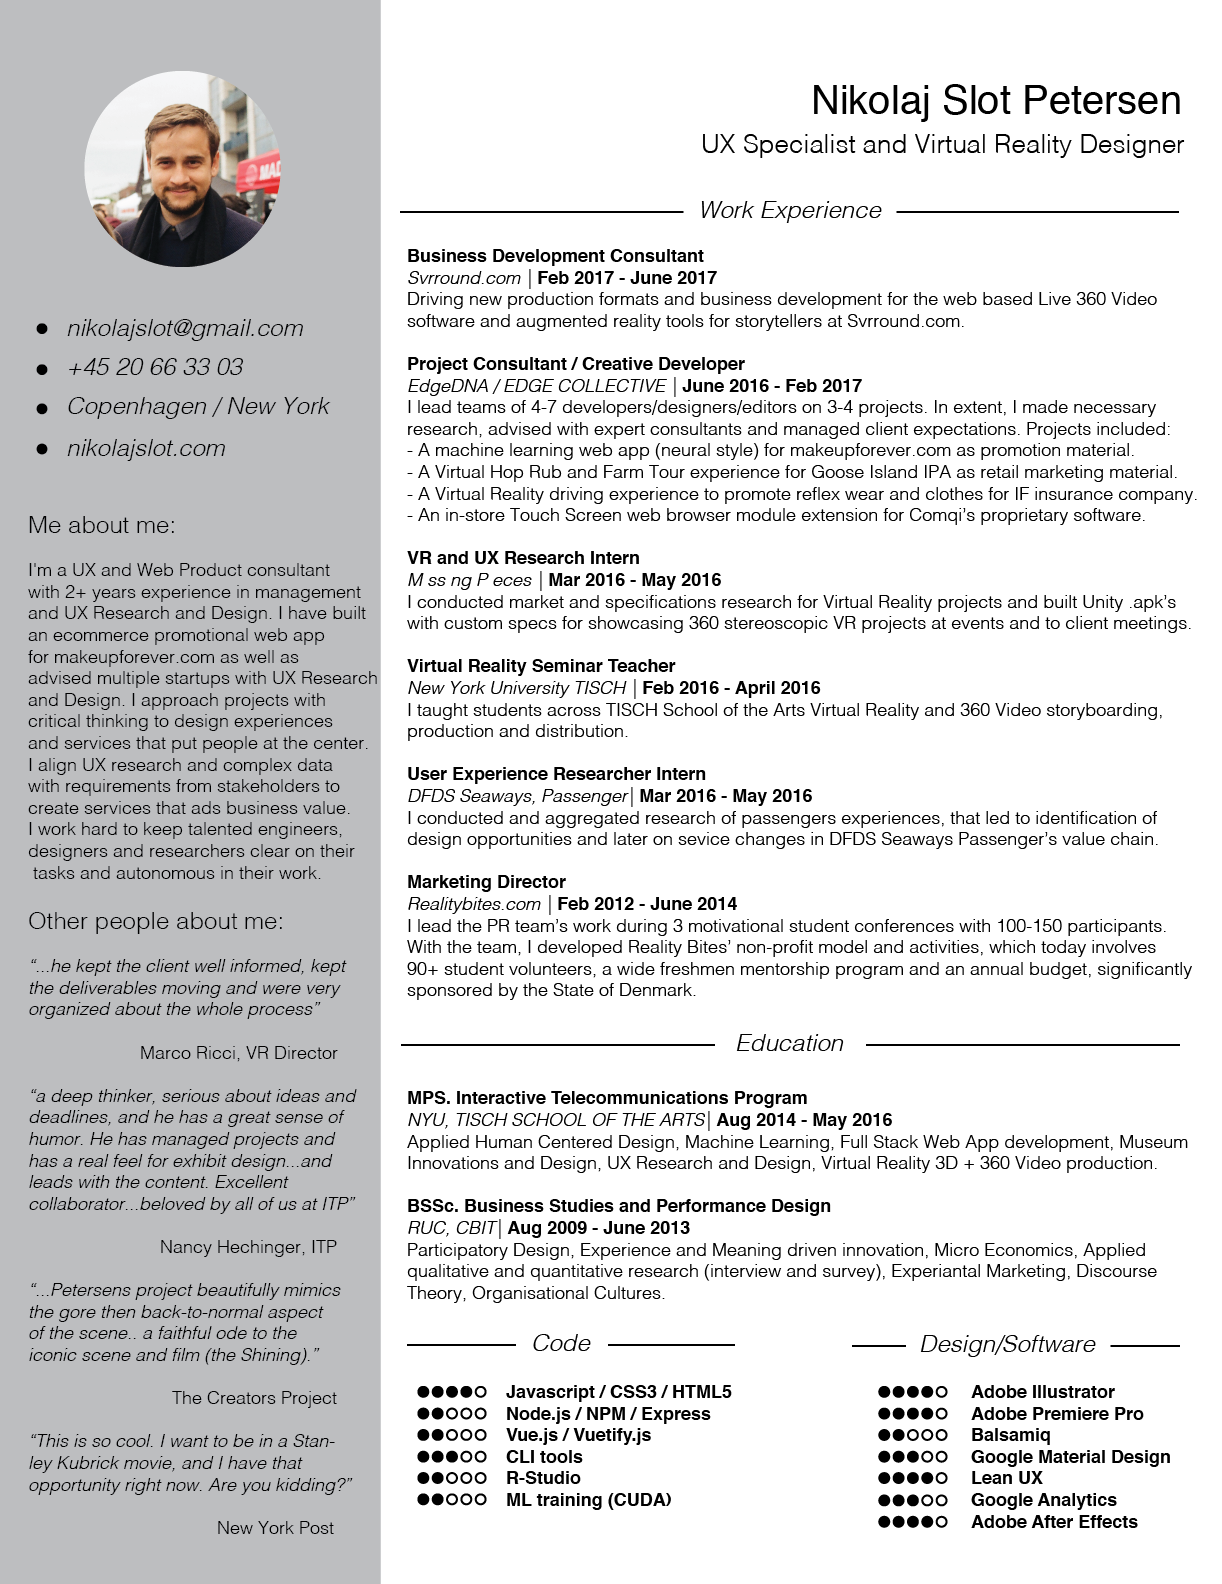 Nikolaj Slot Petersen
UX Specialist and Virtual Reality Designer
nikolajslot@gmail.com
+45 20 66 33 03
Copenhagen / New York
nikolajslot.com
Me about me:
I'm a UX and Web Product consultant
with 2+ years experience in management
and UX Research and Design. I have built
an ecommerce promotional web app
for makeupforever.com as well as
advised multiple startups with UX Research
and Design. I approach projects with
critical thinking to design experiences
and services that put people at the center.
I align UX research and complex data
with requirements from stakeholders to
create services that ads business value.
I work hard to keep talented engineers,
designers and researchers clear on their
tasks and autonomous in their work.
Other people about me:
“...he kept the client well informed, kept
the deliverables moving and were very
organized about the whole process”
Marco Ricci, VR Director
“a deep thinker, serious about ideas and
deadlines, and he has a great sense of
humor. He has managed projects and
has a real feel for exhibit design...and
leads with the content. Excellent
collaborator...beloved by all of us at ITP”
Nancy Hechinger, ITP
“...Petersens project beautifully mimics
the gore then back-to-normal aspect
of the scene.. a faithful ode to the
iconic scene and film (the Shining).”
The Creators Project
“This is so cool. I want to be in a Stan-
ley Kubrick movie, and I have that
opportunity right now. Are you kidding?”
New York Post
Work Experience
Business Development Consultant
Svrround.com | Feb 2017 - June 2017
Driving new production formats and business development for the web based Live 360 Video
software and augmented reality tools for storytellers at Svrround.com.
Project Consultant / Creative Developer
EdgeDNA / EDGE COLLECTIVE | June 2016 - Feb 2017
I lead teams of 4-7 developers/designers/editors on 3-4 projects. In extent, I made necessary
research, advised with expert consultants and managed client expectations. Projects included:
- A machine learning web app (neural style) for makeupforever.com as promotion material.
- A Virtual Hop Rub and Farm Tour experience for Goose Island IPA as retail marketing material.
- A Virtual Reality driving experience to promote reflex wear and clothes for IF insurance company.
- An in-store Touch Screen web browser module extension for Comqi’s proprietary software.
VR and UX Research Intern
M ss ng P eces | Mar 2016 - May 2016
I conducted market and specifications research for Virtual Reality projects and built Unity .apk’s
with custom specs for showcasing 360 stereoscopic VR projects at events and to client meetings.
Virtual Reality Seminar Teacher
New York University TISCH | Feb 2016 - April 2016
I taught students across TISCH School of the Arts Virtual Reality and 360 Video storyboarding,
production and distribution.
User Experience Researcher Intern
DFDS Seaways, Passenger| Mar 2016 - May 2016
I conducted and aggregated research of passengers experiences, that led to identification of
design opportunities and later on sevice changes in DFDS Seaways Passenger’s value chain.
Marketing Director
Realitybites.com | Feb 2012 - June 2014
I lead the PR team’s work during 3 motivational student conferences with 100-150 participants.
With the team, I developed Reality Bites’ non-profit model and activities, which today involves
90+ student volunteers, a wide freshmen mentorship program and an annual budget, significantly
sponsored by the State of Denmark.
Education
MPS. Interactive Telecommunications Program
NYU, TISCH SCHOOL OF THE ARTS| Aug 2014 - May 2016
Applied Human Centered Design, Machine Learning, Full Stack Web App development, Museum
Innovations and Design, UX Research and Design, Virtual Reality 3D + 360 Video production.
BSSc. Business Studies and Performance Design
RUC, CBIT| Aug 2009 - June 2013
Participatory Design, Experience and Meaning driven innovation, Micro Economics, Applied
qualitative and quantitative research (interview and survey), Experiantal Marketing, Discourse
Theory, Organisational Cultures.
Code
Javascript / CSS3 / HTML5
Node.js / NPM / Express
Vue.js / Vuetify.js
CLI tools
R-Studio
ML training (CUDA)
Design/Software
Adobe Illustrator
Adobe Premiere Pro
Balsamiq
Google Material Design
Lean UX
Google Analytics
Adobe After Effects